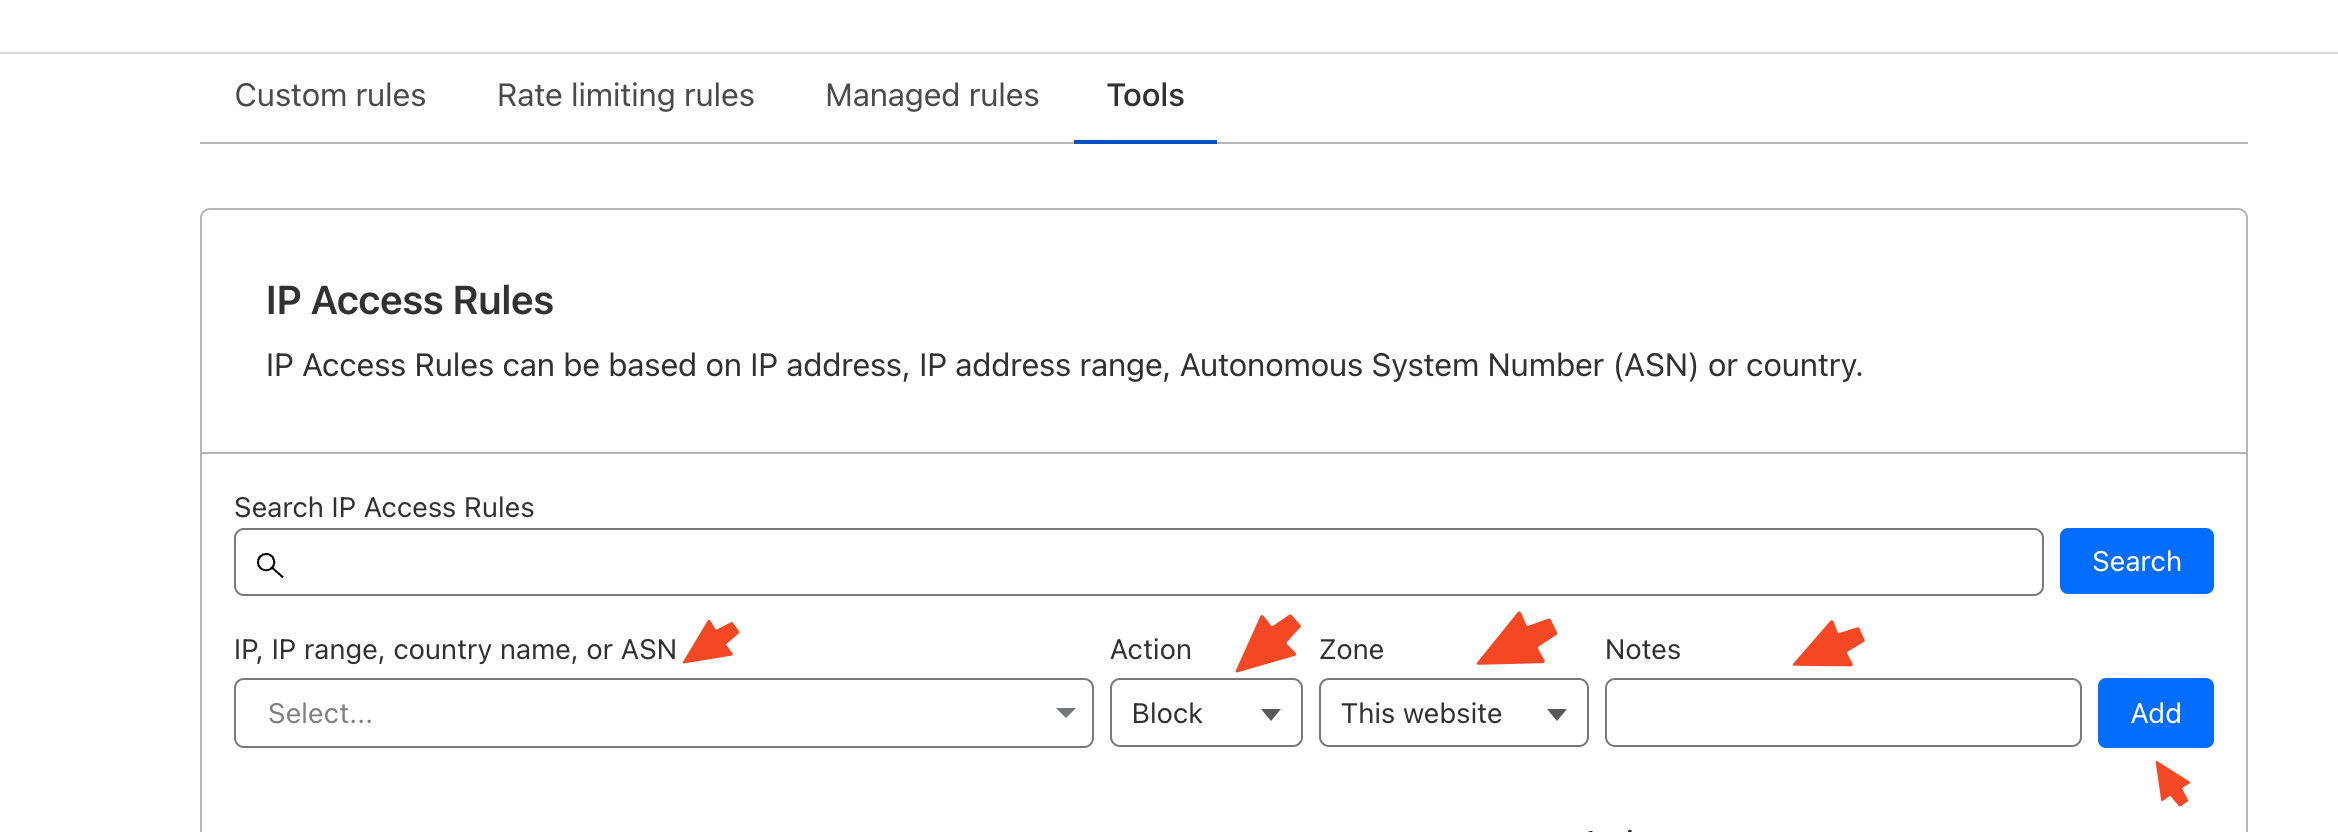 Custom rules Rate limiting rules Managed rules Tools
IP Access Rules
IP Access Rules can be based on IP address, IP address range, Autonomous System Number (ASN) or country.
Search IP Access Rules
Search
IP, IP range, country name, or ASN Action Zone Notes
Select... Block This website Add